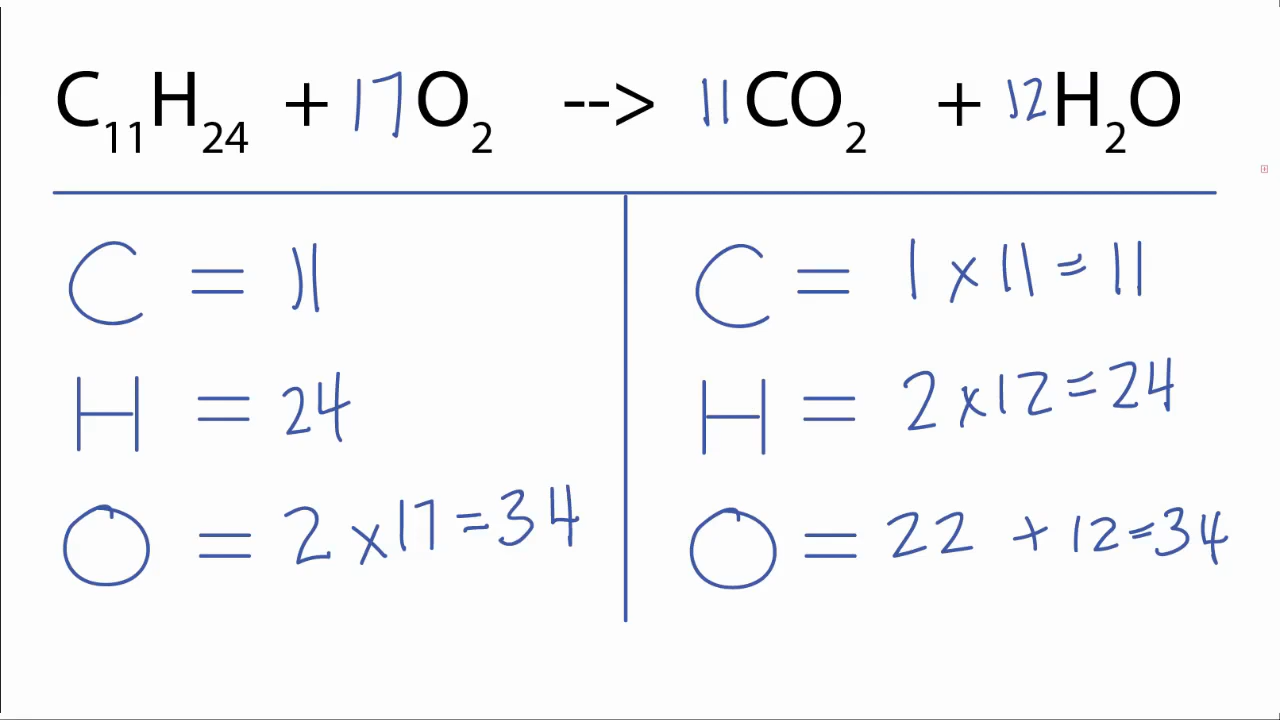 C₁₁H₂₄ + 17O₂ --> 11CO₂ + 12H₂O
C = 11
H = 24
O = 2 x 17 = 34
C = 1 x 11 = 11
H = 2 x 12 = 24
O = 22 + 12 = 34